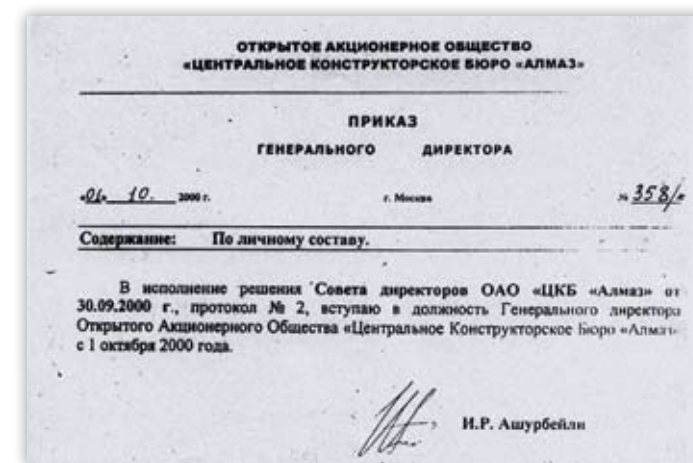 ОТКРЫТОЕ АКЦИОНЕРНОЕ ОБЩЕСТВО
«ЦЕНТРАЛЬНОЕ КОНСТРУКТОРСКОЕ БЮРО «АЛМАЗ»
ПРИКАЗ
ГЕНЕРАЛЬНОГО ДИРЕКТОРА
«01» 10. 2000 г. г. Москва № 358/к
Содержание: По личному составу.
В исполнение решения Совета директоров ОАО «ЦКБ «Алмаз» от
30.09.2000 г., протокол № 2, вступаю в должность Генерального директора
Открытого Акционерного Общества «Центральное Конструкторское Бюро «Алмаз»
с 1 октября 2000 года.
И.Р. Ашурбейли